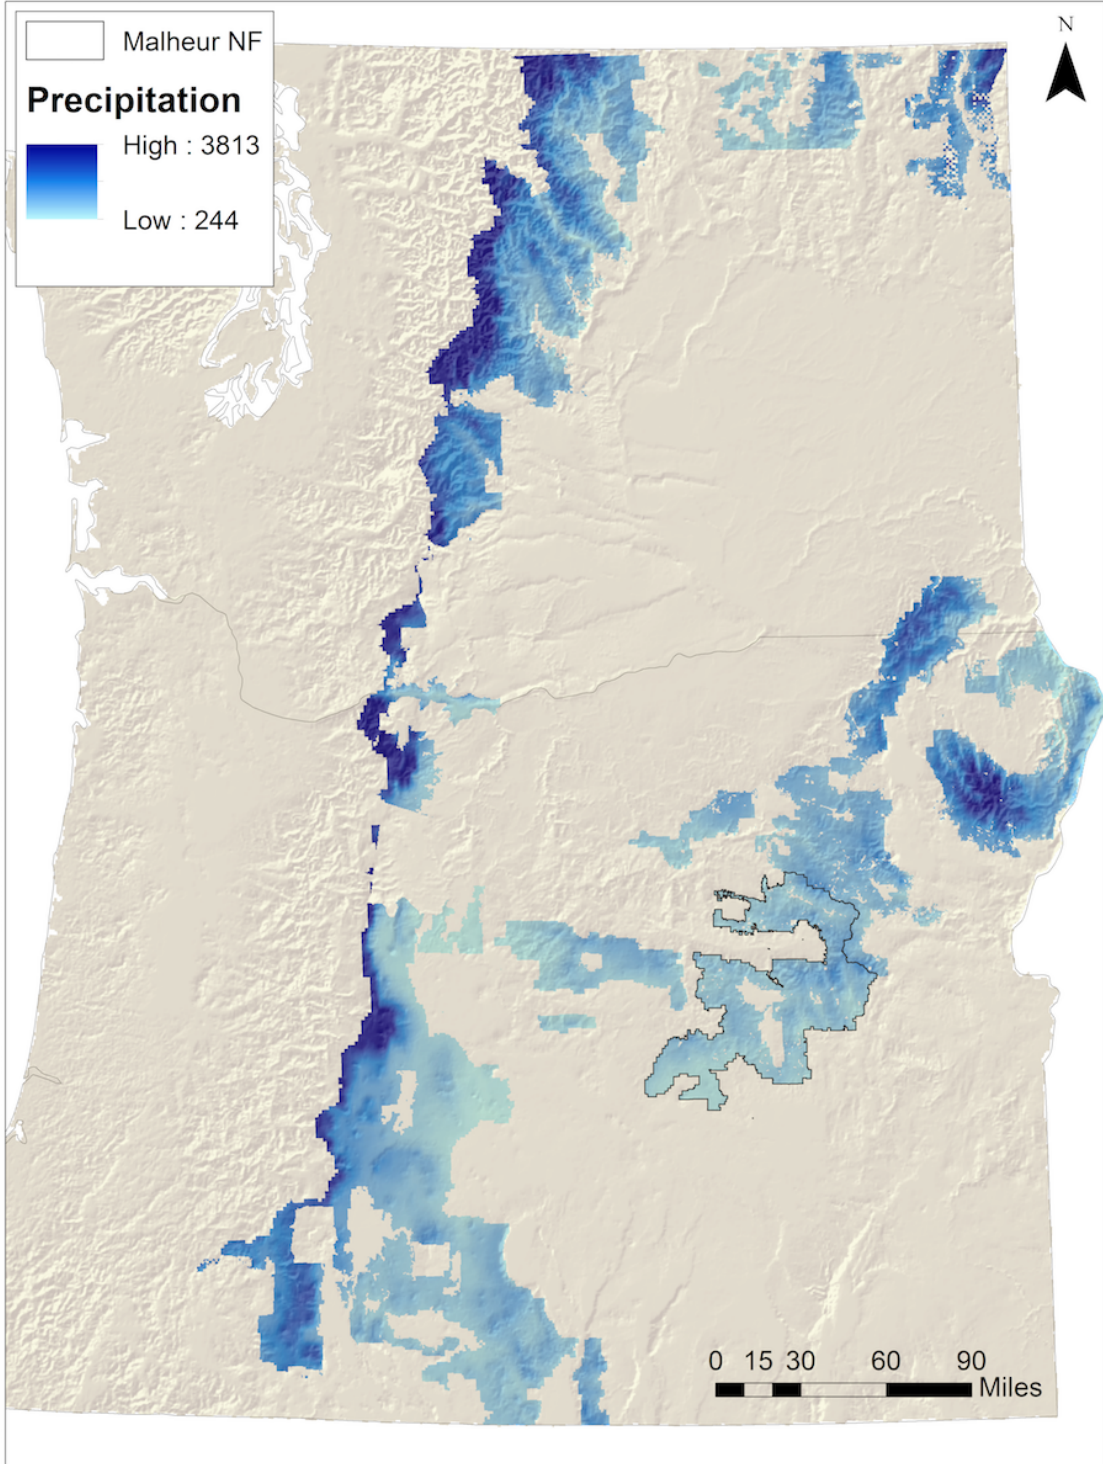 Malheur NF
Precipitation
High : 3813
Low : 244
N
0 15 30 60 90
Miles